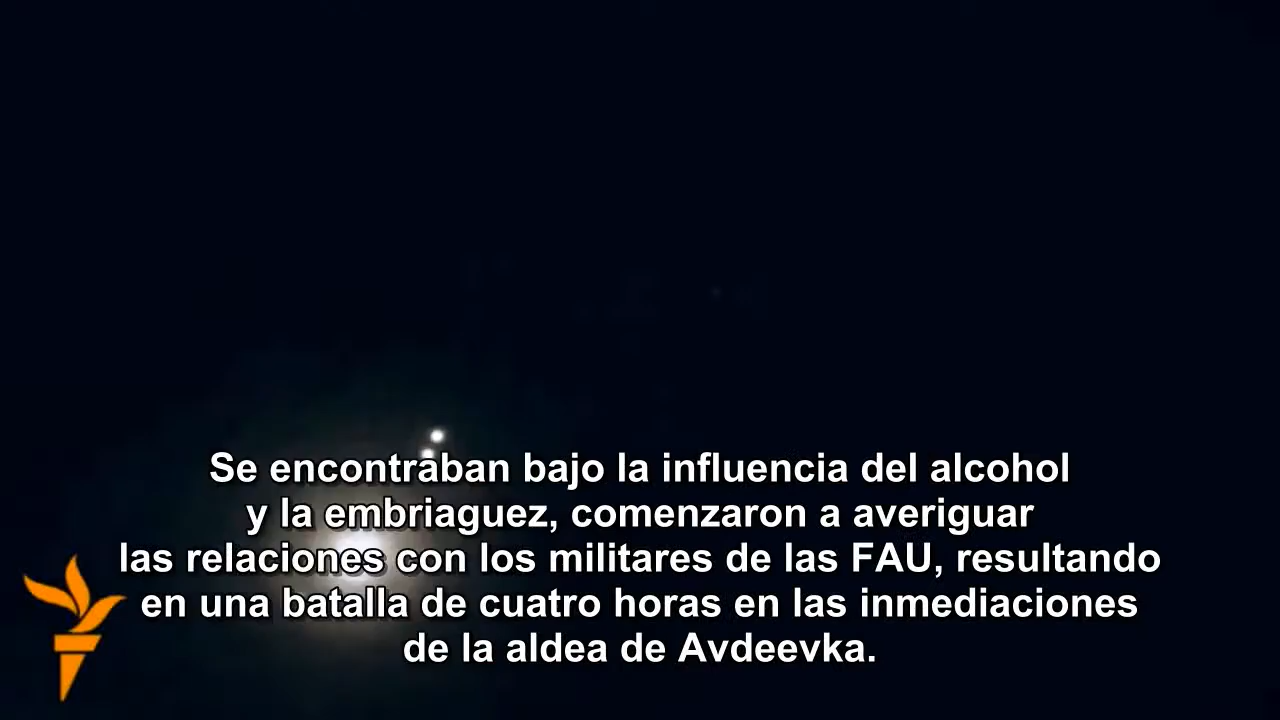 Se encontraban bajo la influencia del alcohol
y la embriaguez, comenzaron a averiguar
las relaciones con los militares de las FAU, resultando
en una batalla de cuatro horas en las inmediaciones
de la aldea de Avdeevka.